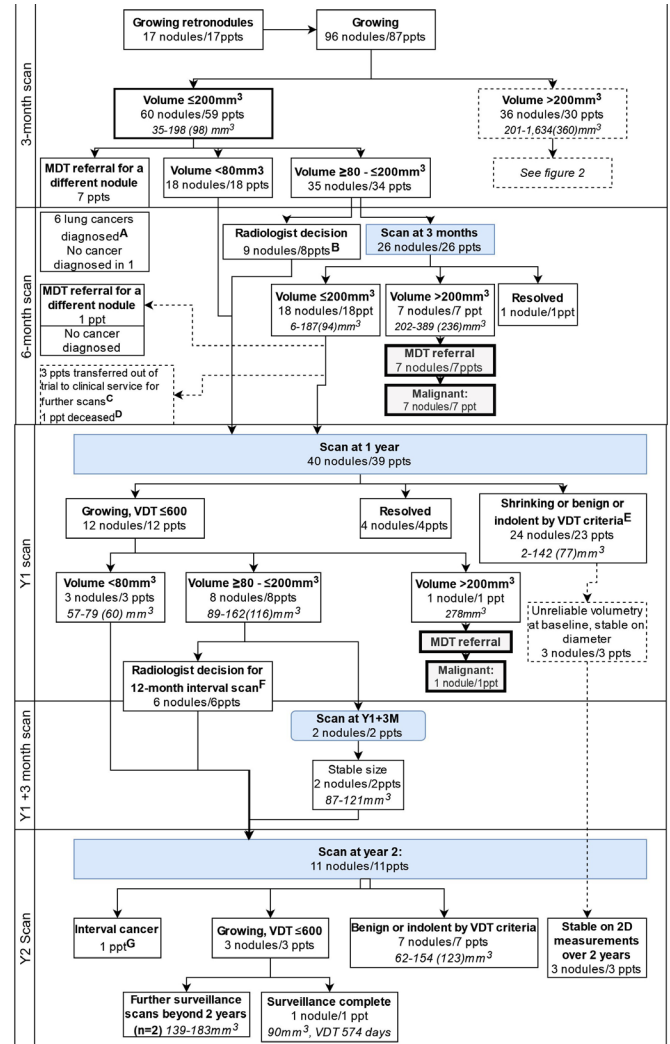 3-month scan
Growing retronodules
17 nodules/17ppts
Growing
96 nodules/87ppts
Volume ≤200mm³
60 nodules/59 ppts
35-198 (98) mm³
Volume >200mm³
36 nodules/30 ppts
201-1,634(360)mm³
MDT referral for a
different nodule
7 ppts
Volume <80mm3
18 nodules/18 ppts
Volume ≥80 - ≤200mm³
35 nodules/34 ppts
See figure 2
6-month scan
6 lung cancers
diagnosedA
No cancer
diagnosed in 1
Radiologist decision
9 nodules/8pptsB
Scan at 3 months
26 nodules/26 ppts
MDT referral for a
different nodule
1 ppt
No cancer
diagnosed
Volume ≤200mm³
18 nodules/18ppt
6-187(94)mm³
Volume >200mm³
7 nodules/7 ppt
202-389 (236)mm³
Resolved
1 nodule/1ppt
MDT referral
7 nodules/7ppts
Malignant:
7 nodules/7 ppt
3 ppts transferred out of
trial to clinical service for
further scansC
1 ppt deceasedD
Y1 scan
Scan at 1 year
40 nodules/39 ppts
Growing, VDT ≤600
12 nodules/12 ppts
Resolved
4 nodules/4ppts
Shrinking or benign or
indolent by VDT criteriaE
24 nodules/23 ppts
2-142 (77)mm³
Volume <80mm³
3 nodules/3 ppts
57-79 (60) mm³
Volume ≥80 - ≤200mm³
8 nodules/8ppts
89-162(116)mm³
Volume >200mm³
1 nodule/1 ppt
278mm³
Unreliable volumetry
at baseline, stable on
diameter
3 nodules/3 ppts
MDT referral
Malignant:
1 nodule/1ppt
Radiologist decision for
12-month interval scanF
6 nodules/6ppts
Y1 +3 month scan
Scan at Y1+3M
2 nodules/2 ppts
Stable size
2 nodules/2ppts
87-121mm³
Y2 Scan
Scan at year 2:
11 nodules/11ppts
Interval cancer
1 pptG
Growing, VDT ≤600
3 nodules/3 ppts
Benign or indolent by VDT criteria
7 nodules/7 ppts
62-154 (123)mm³
Stable on 2D
measurements
over 2 years
3 nodules/3 ppts
Further surveillance
scans beyond 2 years
(n=2) 139-183mm³
Surveillance complete
1 nodule/1 ppt
90mm³, VDT 574 days